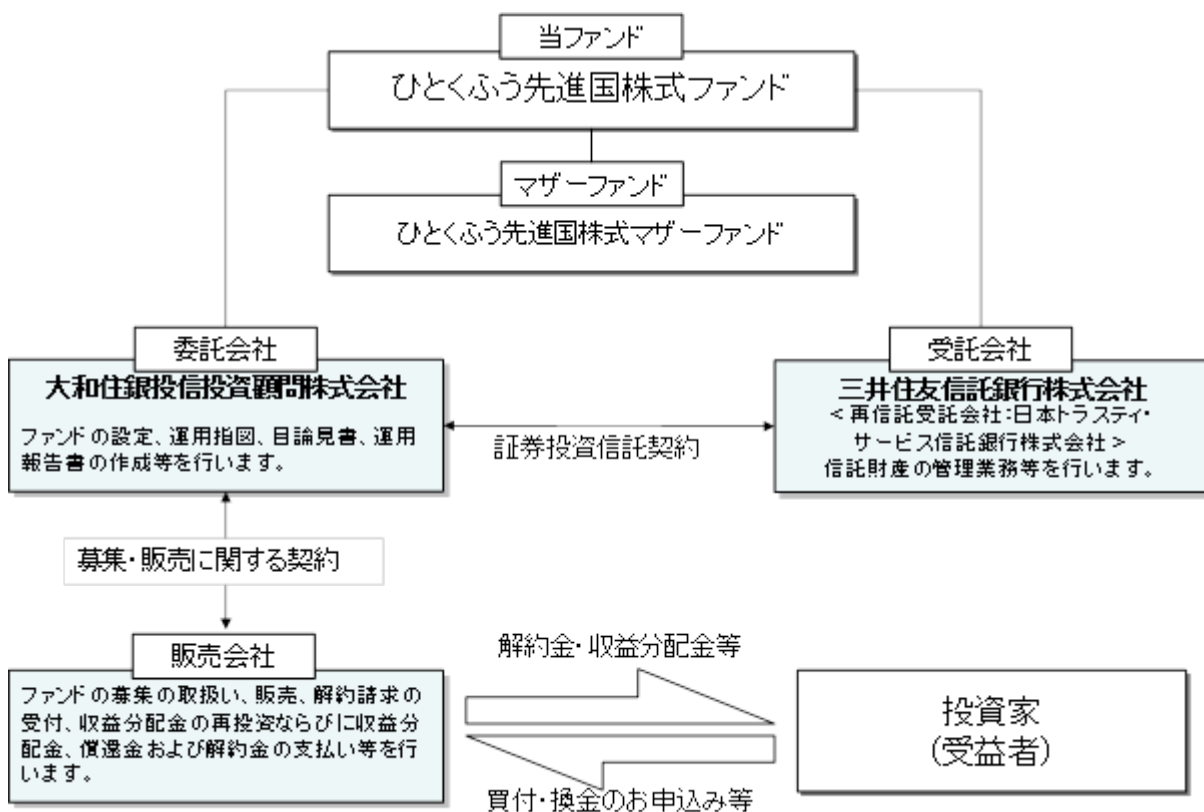 当ファンド
ひとくふう先進国株式ファンド
マザーファンド
ひとくふう先進国株式マザーファンド
委託会社
大和住銀投信投資顧問株式会社
ファンドの設定、運用指図、目論見書、運用
報告書の作成等を行います。
証券投資信託契約
受託会社
三井住友信託銀行株式会社
＜再信託受託会社：日本トラスティ・
サービス信託銀行株式会社＞
信託財産の管理業務等を行います。
募集・販売に関する契約
販売会社
ファンドの募集の取扱い、販売、解約請求の
受付、収益分配金の再投資ならびに収益分
配金、償還金および解約金の支払い等を行
います。
解約金・収益分配金等
買付・換金のお申込み等
投資家
（受益者）